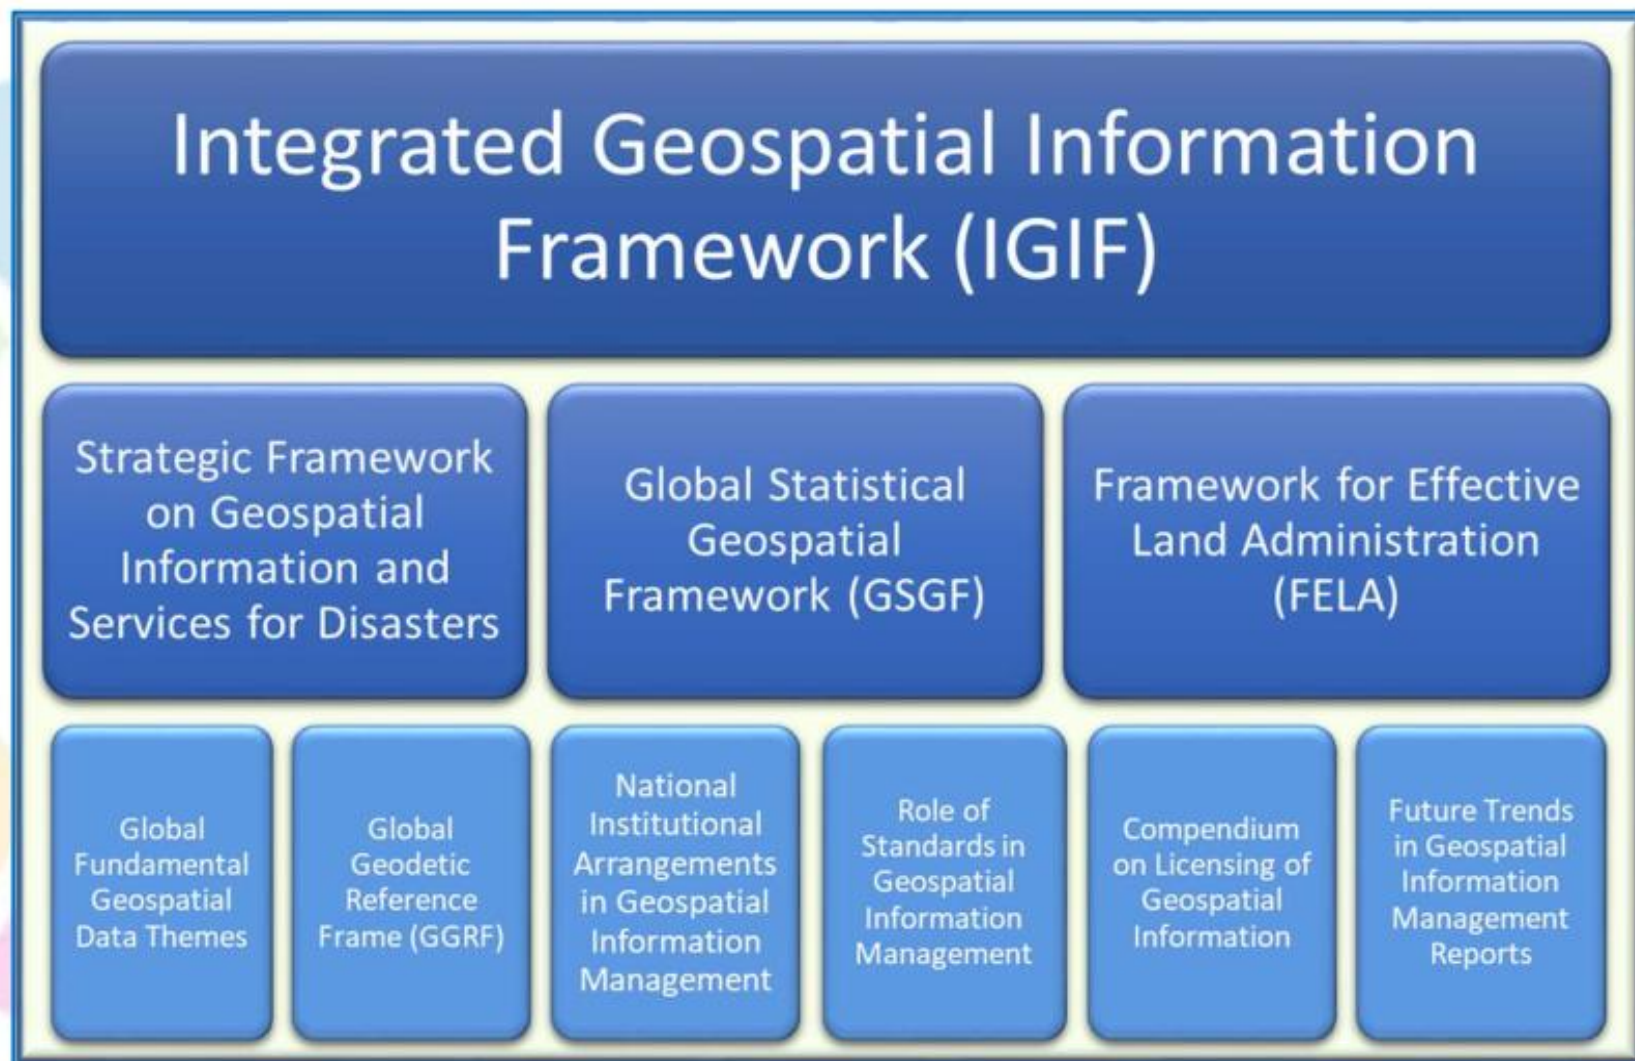 Integrated Geospatial Information
Framework (IGIF)
Strategic Framework
on Geospatial
Information and
Services for Disasters
Global Statistical
Geospatial
Framework (GSGF)
Framework for Effective
Land Administration
(FELA)
Global
Fundamental
Geospatial
Data Themes
Global
Geodetic
Reference
Frame (GGRF)
National
Institutional
Arrangements
in Geospatial
Information
Management
Role of
Standards in
Geospatial
Information
Management
Compendium
on Licensing of
Geospatial
Information
Future Trends
in Geospatial
Information
Management
Reports